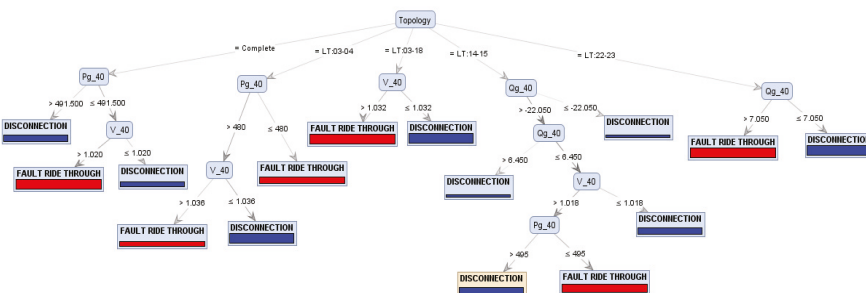 Topology
= Complete
= LT:03-04
= LT:03-18
= LT:14-15
= LT:22-23
Pg_40
Pg_40
V_40
Qg_40
Qg_40
> 491.500
≤ 491.500
> 480
≤ 480
> 1.032
≤ 1.032
> -22.050
≤ -22.050
> 7.050
≤ 7.050
DISCONNECTION
V_40
FAULT RIDE THROUGH
DISCONNECTION
Qg_40
DISCONNECTION
FAULT RIDE THROUGH
DISCONNECTION
> 1.020
≤ 1.020
V_40
FAULT RIDE THROUGH
> 6.450
≤ 6.450
FAULT RIDE THROUGH
DISCONNECTION
DISCONNECTION
V_40
> 1.036
≤ 1.036
> 1.018
≤ 1.018
FAULT RIDE THROUGH
DISCONNECTION
Pg_40
DISCONNECTION
> 495
≤ 495
DISCONNECTION
FAULT RIDE THROUGH